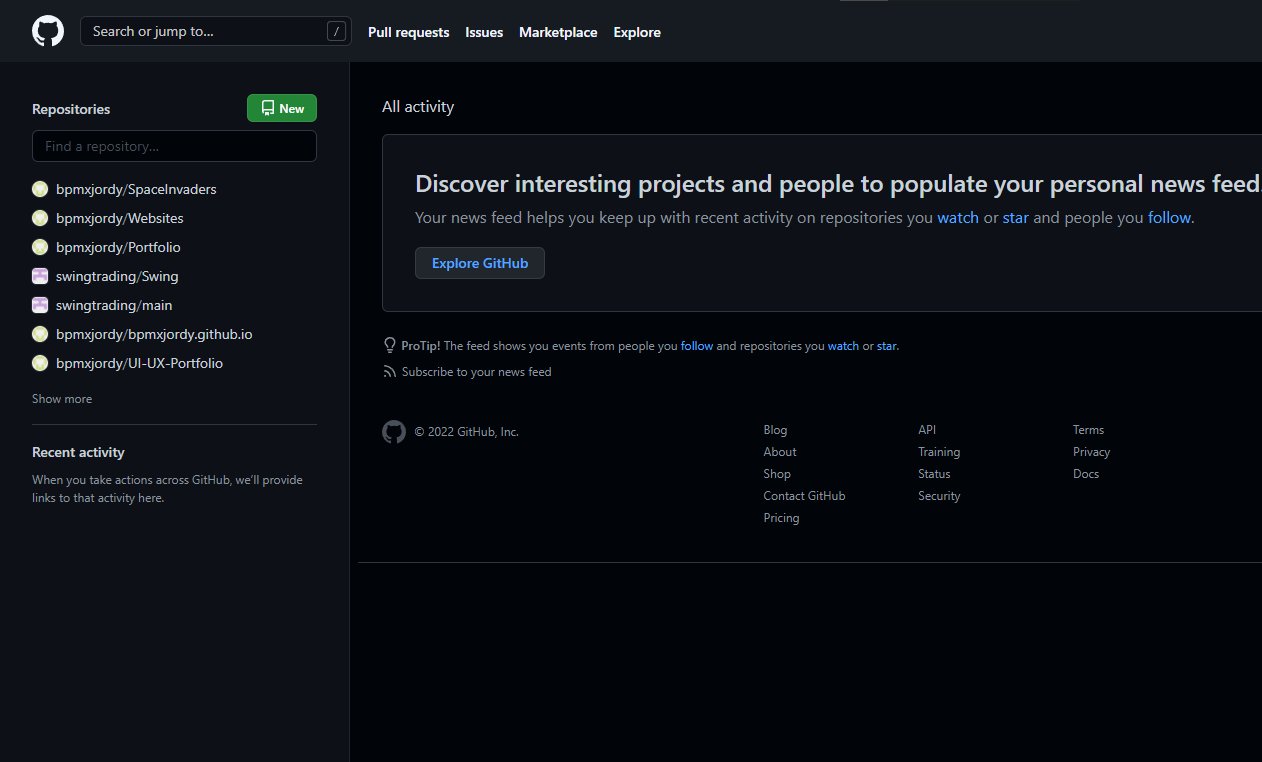 Search or jump to... /
Pull requests Issues Marketplace Explore
Repositories
New
Find a repository...
bpmxjordy/SpaceInvaders
bpmxjordy/Websites
bpmxjordy/Portfolio
swingtrading/Swing
swingtrading/main
bpmxjordy/bpmxjordy.github.io
bpmxjordy/UI-UX-Portfolio
Show more
Recent activity
When you take actions across GitHub, we'll provide
links to that activity here.
All activity
Discover interesting projects and people to populate your personal news feed.
Your news feed helps you keep up with recent activity on repositories you watch or star and people you follow.
Explore GitHub
ProTip! The feed shows you events from people you follow and repositories you watch or star.
Subscribe to your news feed
© 2022 GitHub, Inc.
Blog
About
Shop
Contact GitHub
Pricing
API
Training
Status
Security
Terms
Privacy
Docs